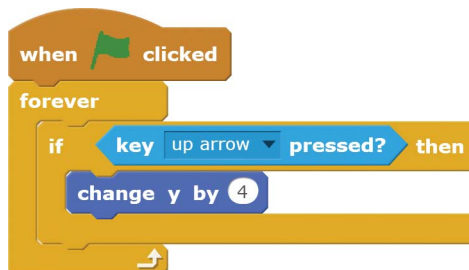 when clicked
forever
if key up arrow pressed? then
change y by 4